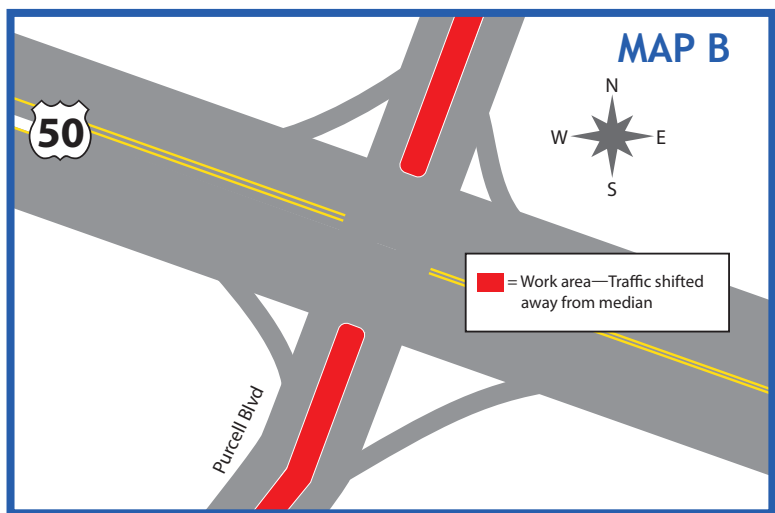 MAP B
N
W
E
S
50
= Work area—Traffic shifted
away from median
Purcell Blvd